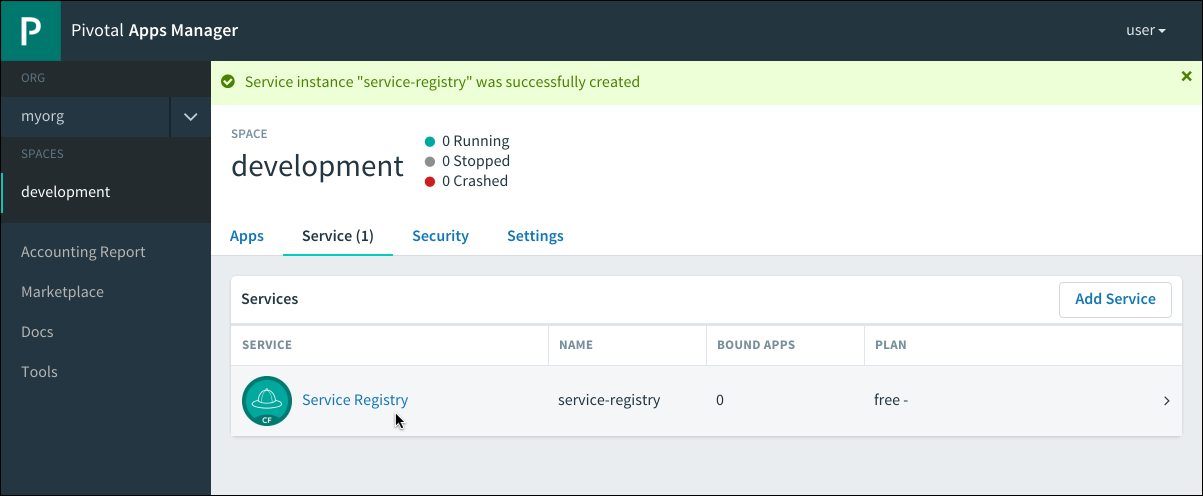 P
Pivotal Apps Manager
user
ORG
myorg
SPACES
development
Accounting Report
Marketplace
Docs
Tools
Service instance "service-registry" was successfully created
SPACE
development
0 Running
0 Stopped
0 Crashed
Apps Service (1) Security Settings
Services Add Service
SERVICE NAME BOUND APPS PLAN
CF
Service Registry service-registry 0 free -